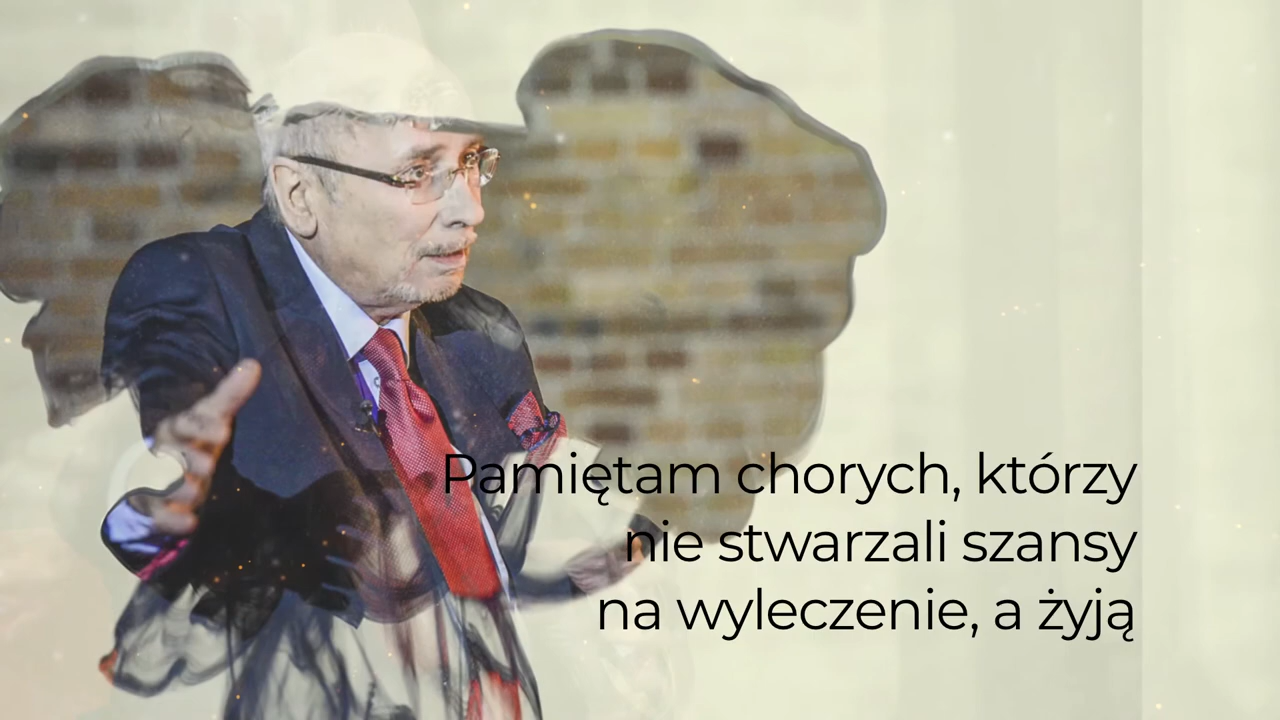 Pamiętam chorych, którzy
nie stwarzali szansy
na wyleczenie, a żyją